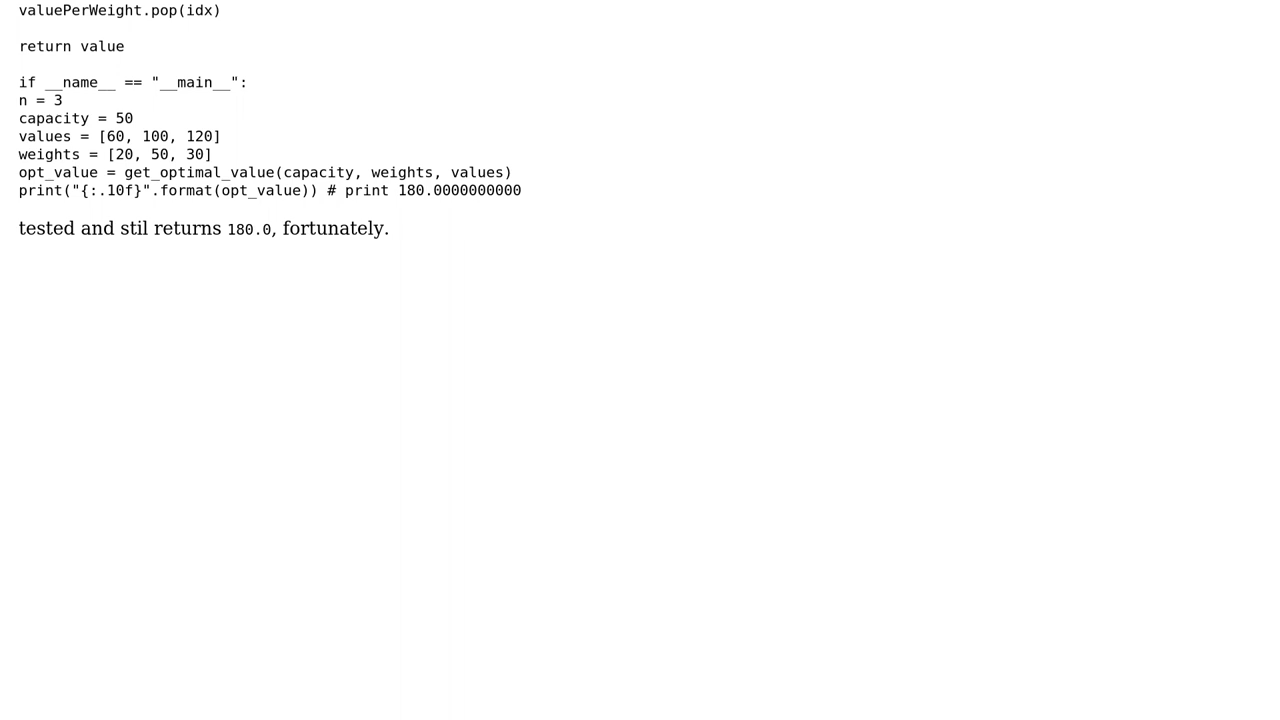 valuePerWeight.pop(idx)
return value
if __name__ == "__main__":
n = 3
capacity = 50
values = [60, 100, 120]
weights = [20, 50, 30]
opt_value = get_optimal_value(capacity, weights, values)
print("{:.10f}".format(opt_value)) # print 180.0000000000
tested and stil returns 180.0, fortunately.